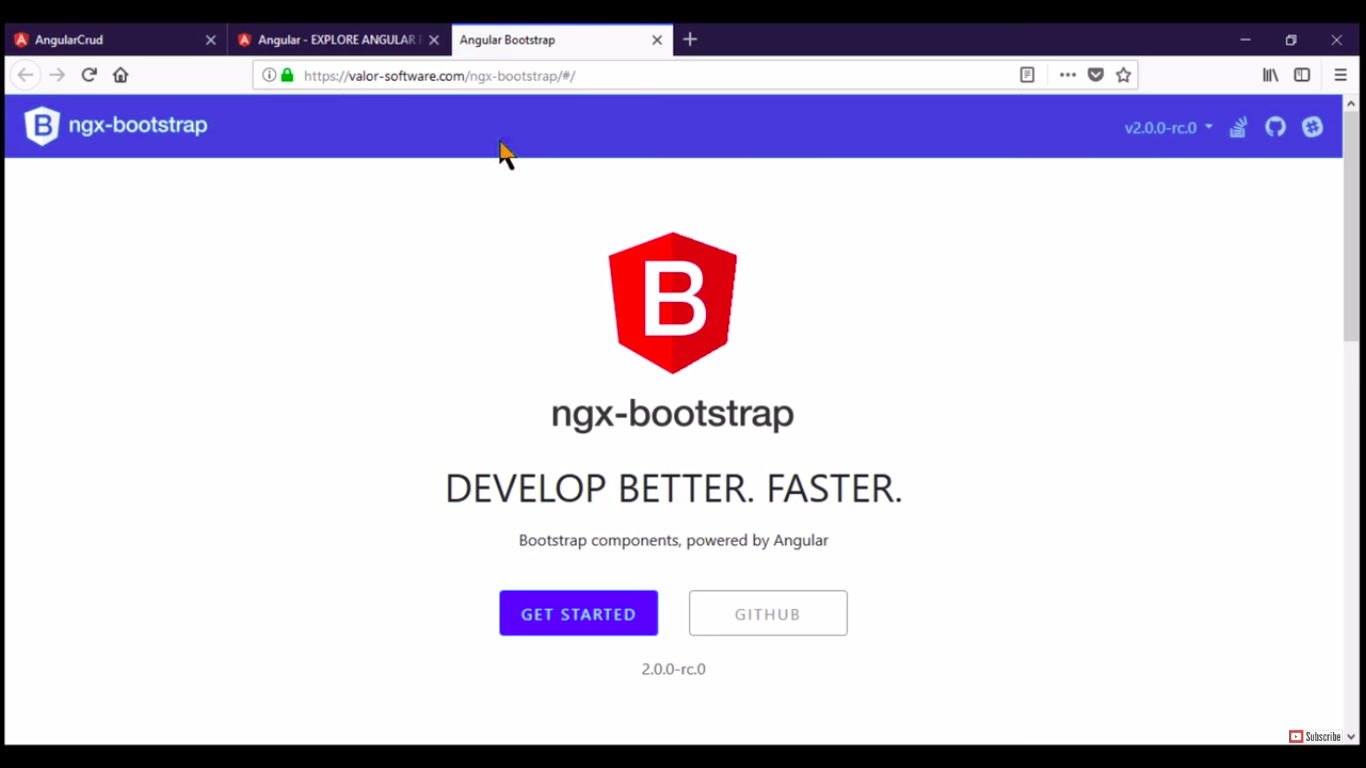 AngularCrud
Angular - EXPLORE ANGULAR
Angular Bootstrap
https://valor-software.com/ngx-bootstrap/#/
B ngx-bootstrap
v2.0.0-rc.0
B
ngx-bootstrap
DEVELOP BETTER. FASTER.
Bootstrap components, powered by Angular
GET STARTED
GITHUB
2.0.0-rc.0
Subscribe